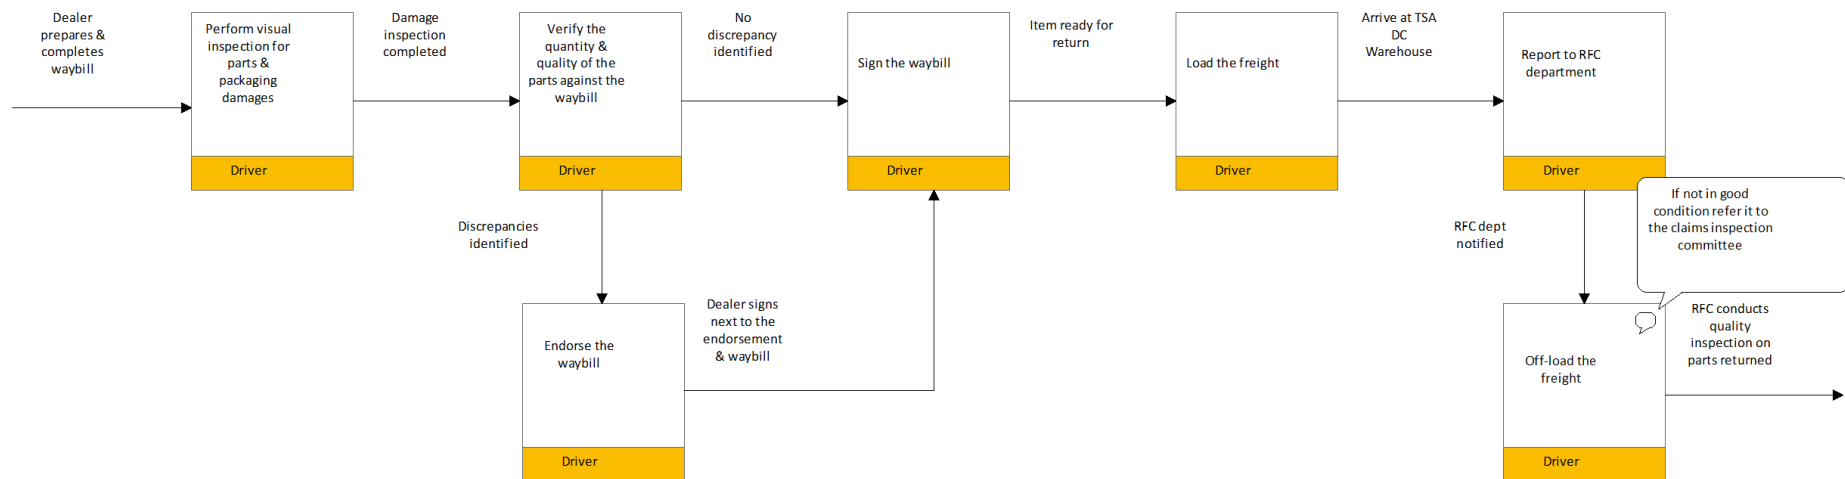 Dealer
prepares &
completes
waybill
Perform visual
inspection for
parts &
packaging
damages
Driver
Damage
inspection
completed
Verify the
quantity &
quality of the
parts against the
waybill
Driver
No
discrepancy
identified
Sign the waybill
Driver
Item ready for
return
Load the freight
Driver
Arrive at TSA
DC
Warehouse
Report to RFC
department
Driver
Discrepancies
identified
Endorse the
waybill
Driver
Dealer signs
next to the
endorsement
& waybill
RFC dept
notified
If not in good
condition refer it to
the claims inspection
committee
Off-load the
freight
Driver
RFC conducts
quality
inspection on
parts returned